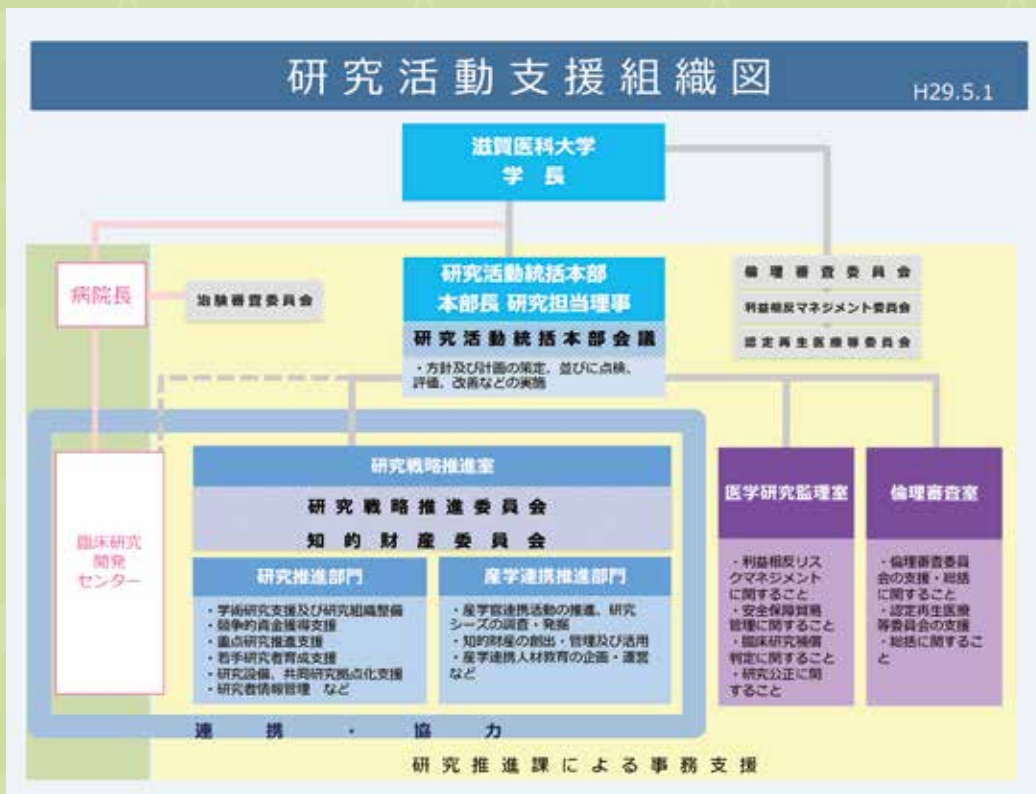 研究活動支援組織図
H29.5.1
滋賀医科大学
学 長
病院長
治験審査委員会
研究活動統括本部
本部長 研究担当理事
研究活動統括本部会議
・方針及び計画の策定、並びに点検、
評価、改善などの実施
倫理審査委員会
利益相反マネジメント委員会
認定再生医療等委員会
臨床研究
開発
センター
研究戦略推進室
研究戦略推進委員会
知的財産委員会
研究推進部門
・学術研究支援及び研究組織整備
・競争的資金獲得支援
・重点研究推進支援
・若手研究者育成支援
・研究設備、共同研究拠点化支援
・研究者情報管理 など
産学連携推進部門
・産学官連携活動の推進、研究
シーズの調査・発掘
・知的財産の創出・管理及び活用
・産学連携人材教育の企画・運営
など
医学研究監理室
・利益相反リス
クマネジメント
に関すること
・安全保障貿易
管理に関すること
・臨床研究補償
判定に関すること
・研究公正に関
すること
倫理審査室
・倫理審査委員
会の支援・総括
に関すること
・認定再生医療
等委員会の支援
・総括に関するこ
と
連携・協力
研究推進課による事務支援